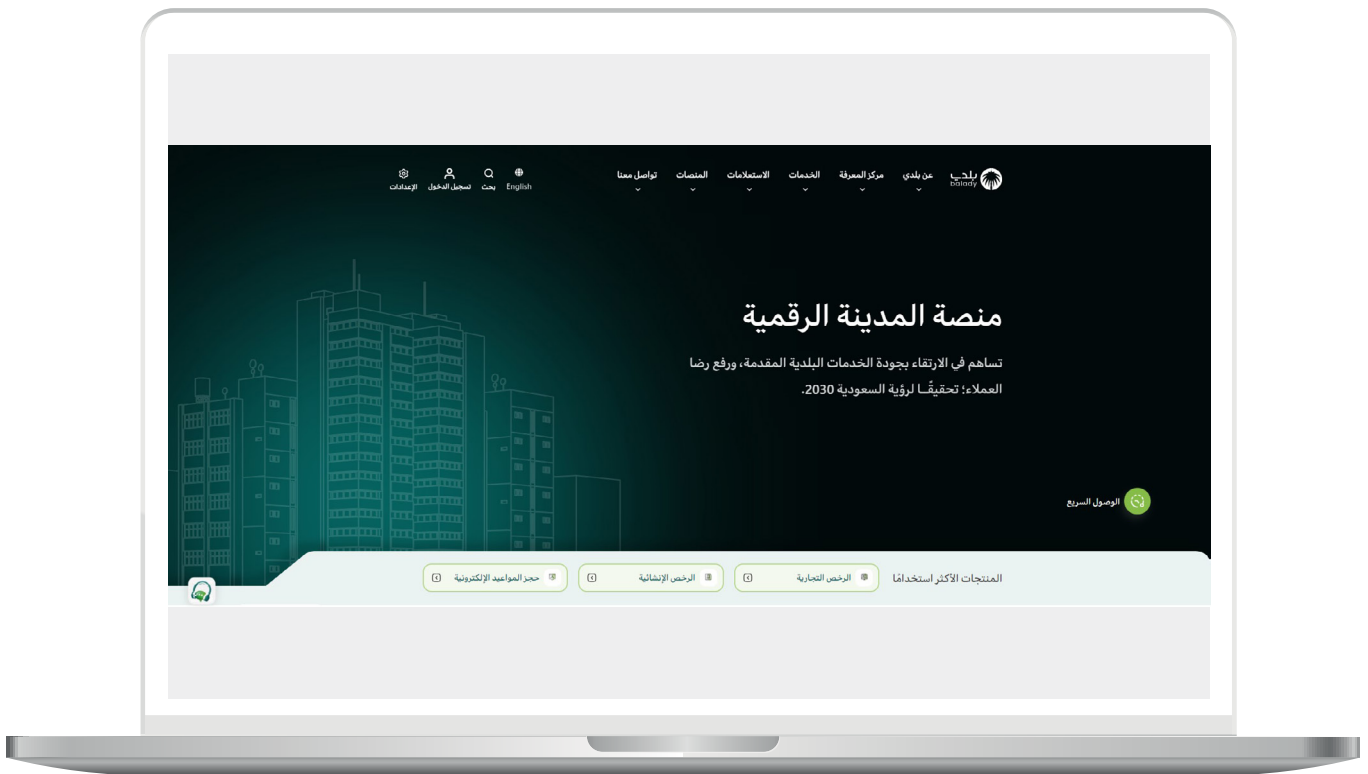 بلدي
balady
عن بلدي
مركز المعرفة
الخدمات
الاستعلامات
المنصات
تواصل معنا
English
بحث
تسجيل الدخول
الإعدادات
منصة المدينة الرقمية
تساهم في الارتقاء بجودة الخدمات البلدية المقدمة، ورفع رضا
العملاء؛ تحقيقًـا لرؤية السعودية 2030.
الوصول السريع
المنتجات الأكثر استخدامًا
الرخص التجارية
الرخص الإنشائية
حجز المواعيد الإلكترونية